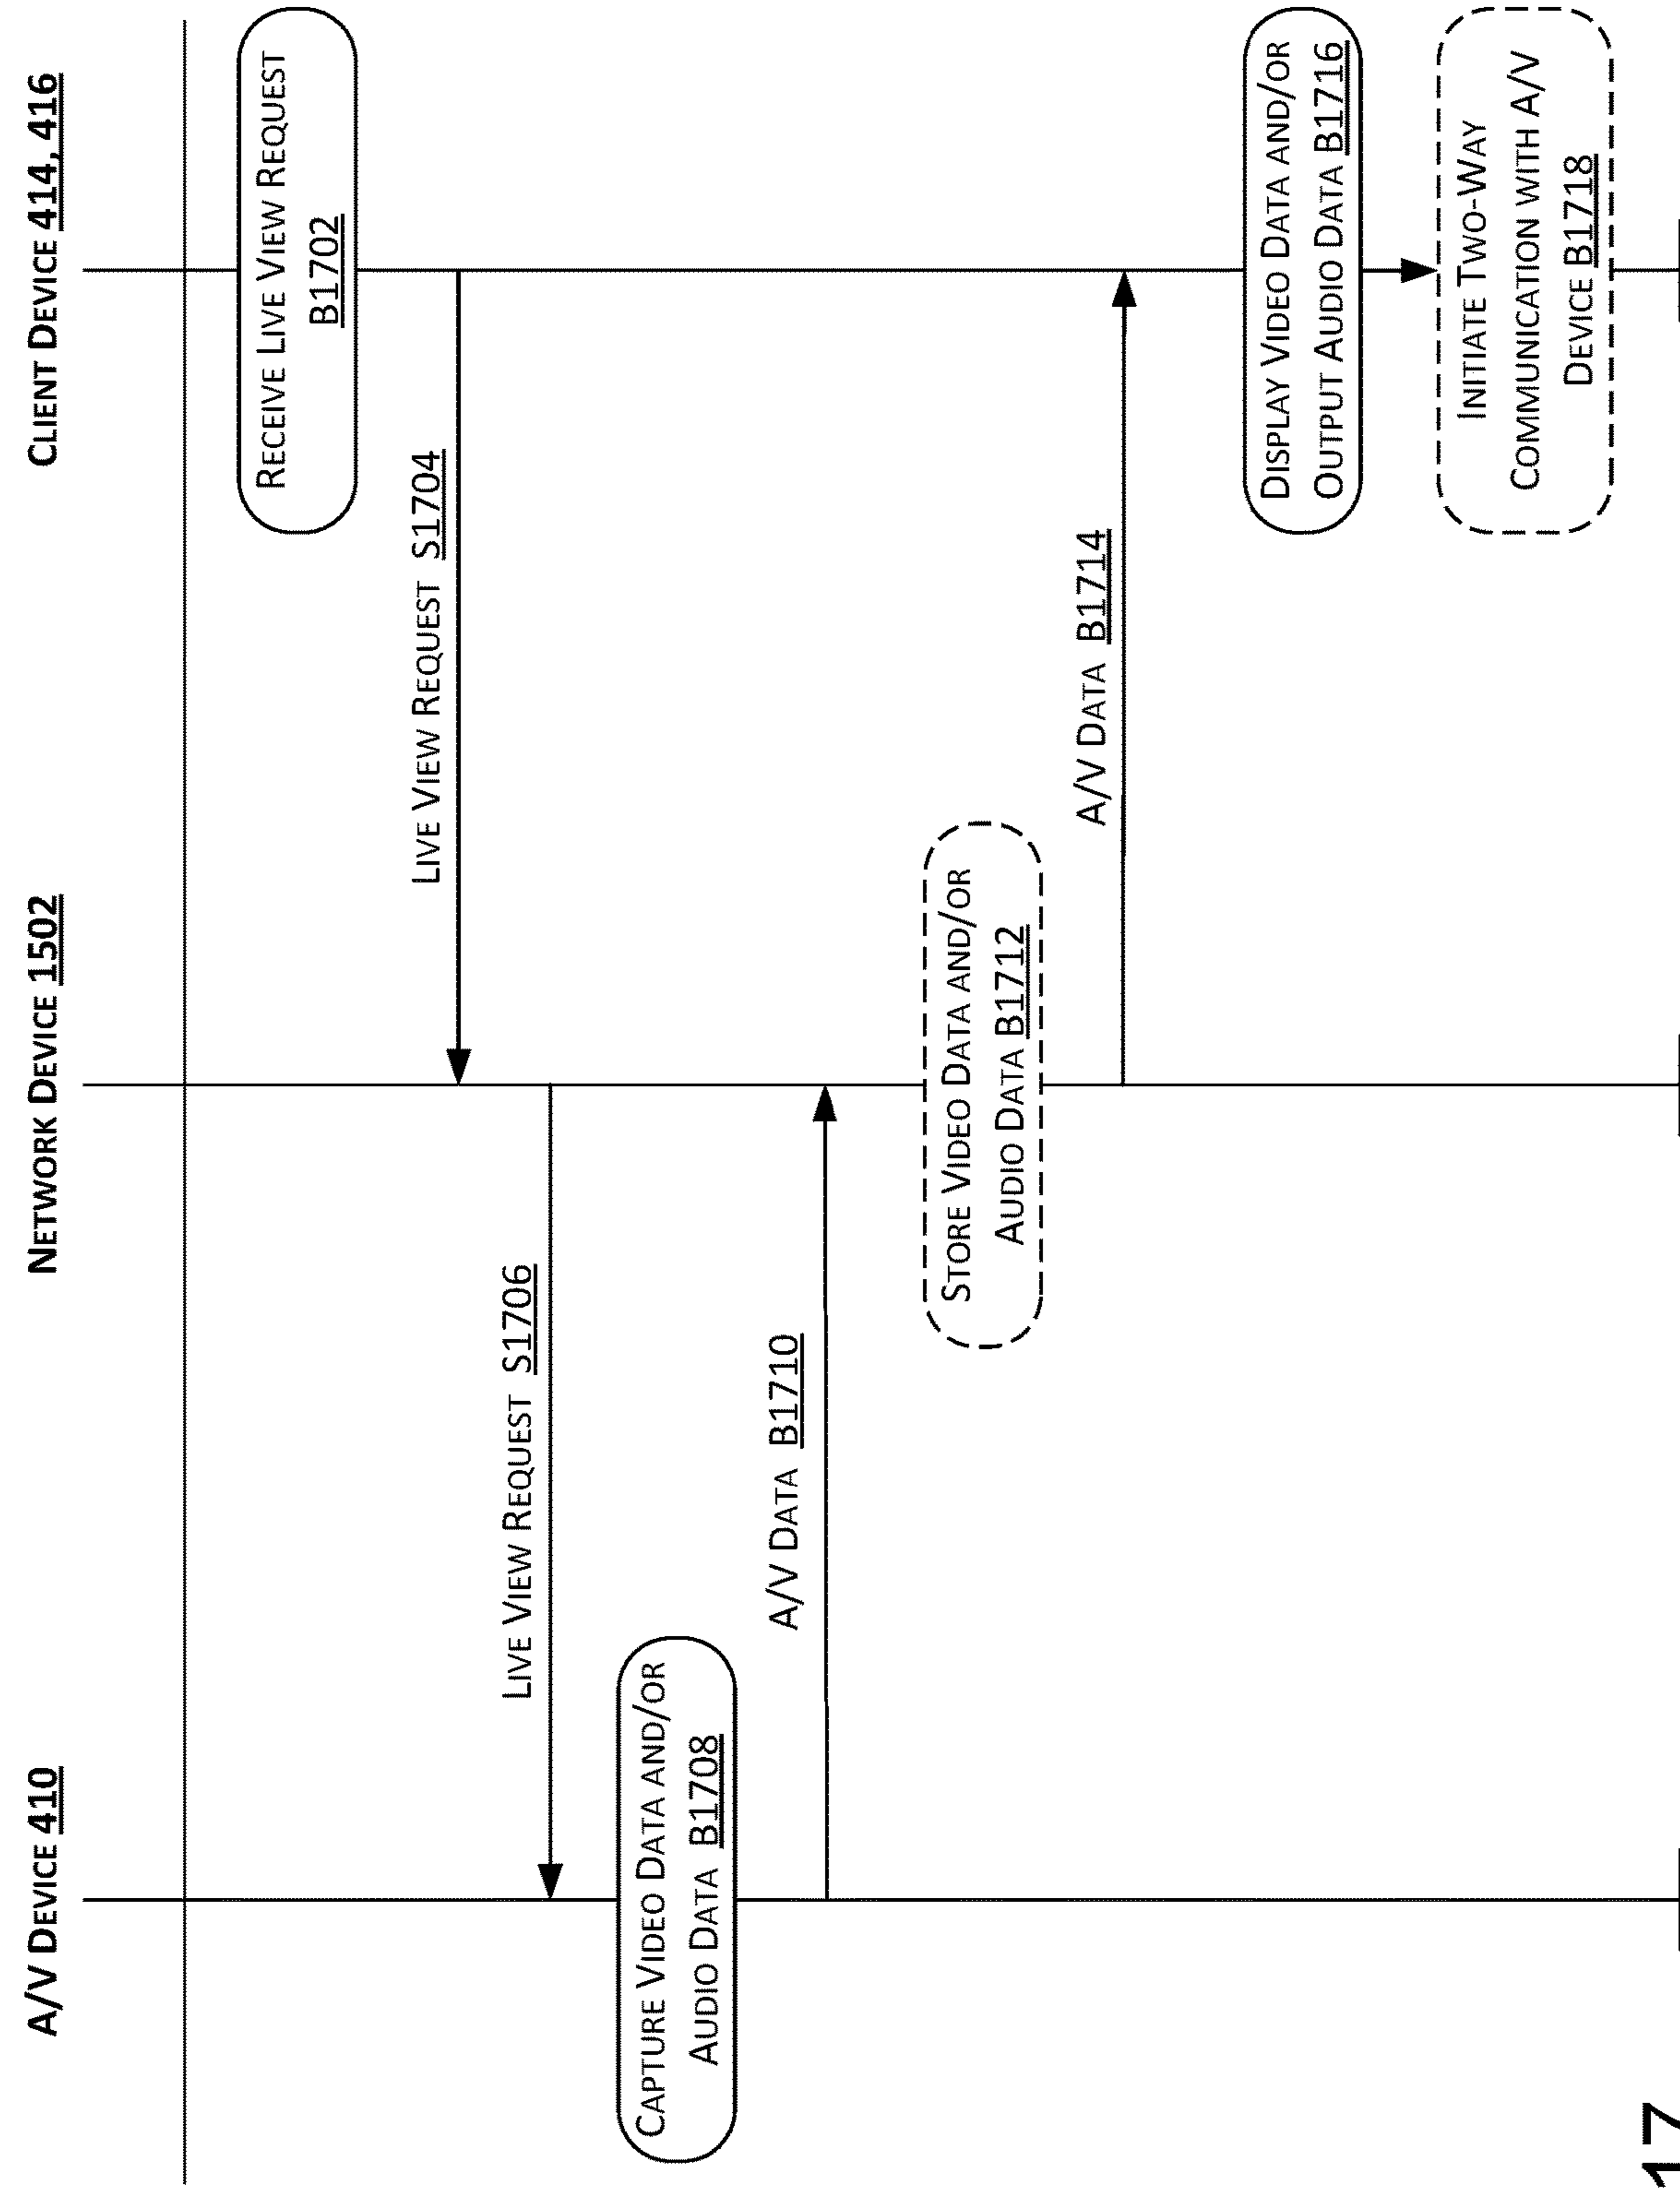 A/V DEVICE 410
NETWORK DEVICE 1502
CLIENT DEVICE 414, 416
RECEIVE LIVE VIEW REQUEST
B1702
LIVE VIEW REQUEST S1704
LIVE VIEW REQUEST S1706
CAPTURE VIDEO DATA AND/OR
AUDIO DATA B1708
A/V DATA B1710
STORE VIDEO DATA AND/OR
AUDIO DATA B1712
A/V DATA B1714
DISPLAY VIDEO DATA AND/OR
OUTPUT AUDIO DATA B1716
INITIATE TWO-WAY
COMMUNICATION WITH A/V
DEVICE B1718
17